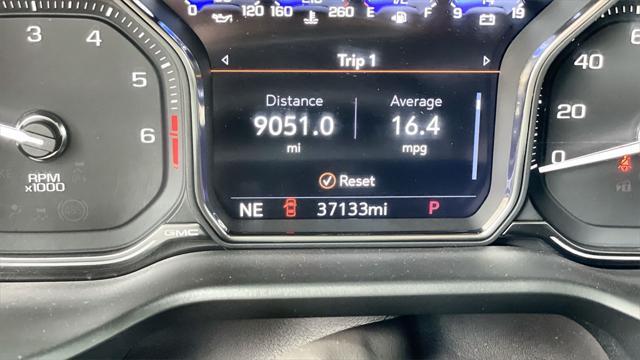 120 160 260 E F 9 19
Trip 1
Distance Average
9051.0 16.4
mi mpg
Reset
NE 37133mi P
3 4 5 6
RPM
x1000
GMC
0 20 40 6